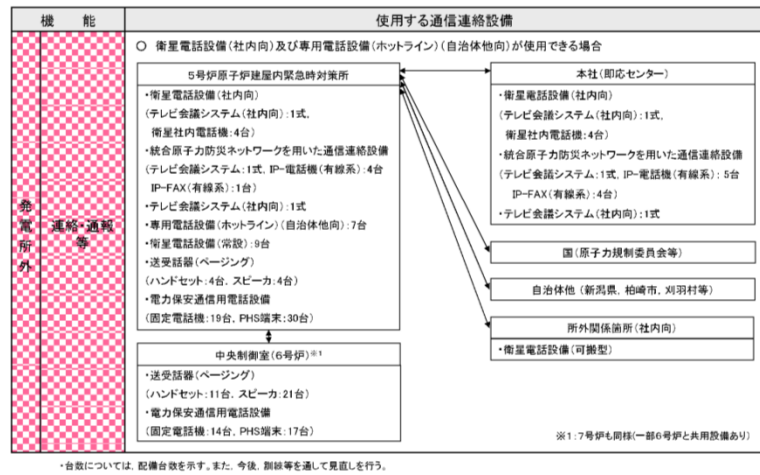 機　能
使用する通信連絡設備
発電所外
連絡・通報等
○ 衛星電話設備(社内向)及び専用電話設備(ホットライン)(自治体他向)が使用できる場合
5号炉原子炉建屋内緊急時対策所
・衛星電話設備(社内向)
(テレビ会議システム(社内向):1式,
衛星社内電話機:4台)
・統合原子力防災ネットワークを用いた通信連絡設備
(テレビ会議システム:1式, IP-電話機(有線系):4台
IP-FAX(有線系):1台)
・テレビ会議システム(社内向):1式
・専用電話設備(ホットライン)(自治体他向):7台
・衛星電話設備(常設):9台
・送受話器(ページング)
(ハンドセット:4台, スピーカ:4台)
・電力保安通信用電話設備
(固定電話機:19台, PHS端末:30台)
中央制御室(6号炉)※1
・送受話器(ページング)
(ハンドセット:11台, スピーカ:21台)
・電力保安通信用電話設備
(固定電話機:14台, PHS端末:17台)
本社(即応センター)
・衛星電話設備(社内向)
(テレビ会議システム(社内向):1式,
衛星社内電話機:4台)
・統合原子力防災ネットワークを用いた通信連絡設備
(テレビ会議システム:1式, IP-電話機(有線系): 5台
IP-FAX(有線系):4台)
・テレビ会議システム(社内向):1式
国(原子力規制委員会等)
自治体他 (新潟県, 柏崎市, 刈羽村等)
所外関係箇所(社内向)
・衛星電話設備(可搬型)
※1:7号炉も同様(一部6号炉と共用設備あり)
・台数については, 配備台数を示す。また, 今後, 訓練等を通して見直しを行う。